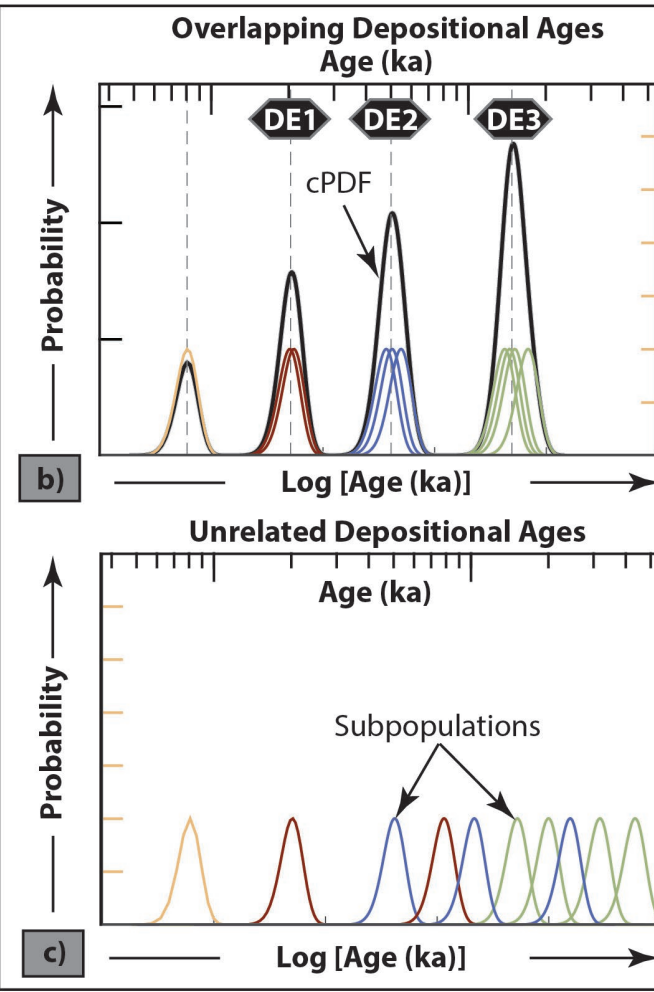 Overlapping Depositional Ages
Age (ka)
DE1 DE2 DE3
cPDF
Probability
b)
Log [Age (ka)]
Unrelated Depositional Ages
Age (ka)
Subpopulations
Probability
c)
Log [Age (ka)]